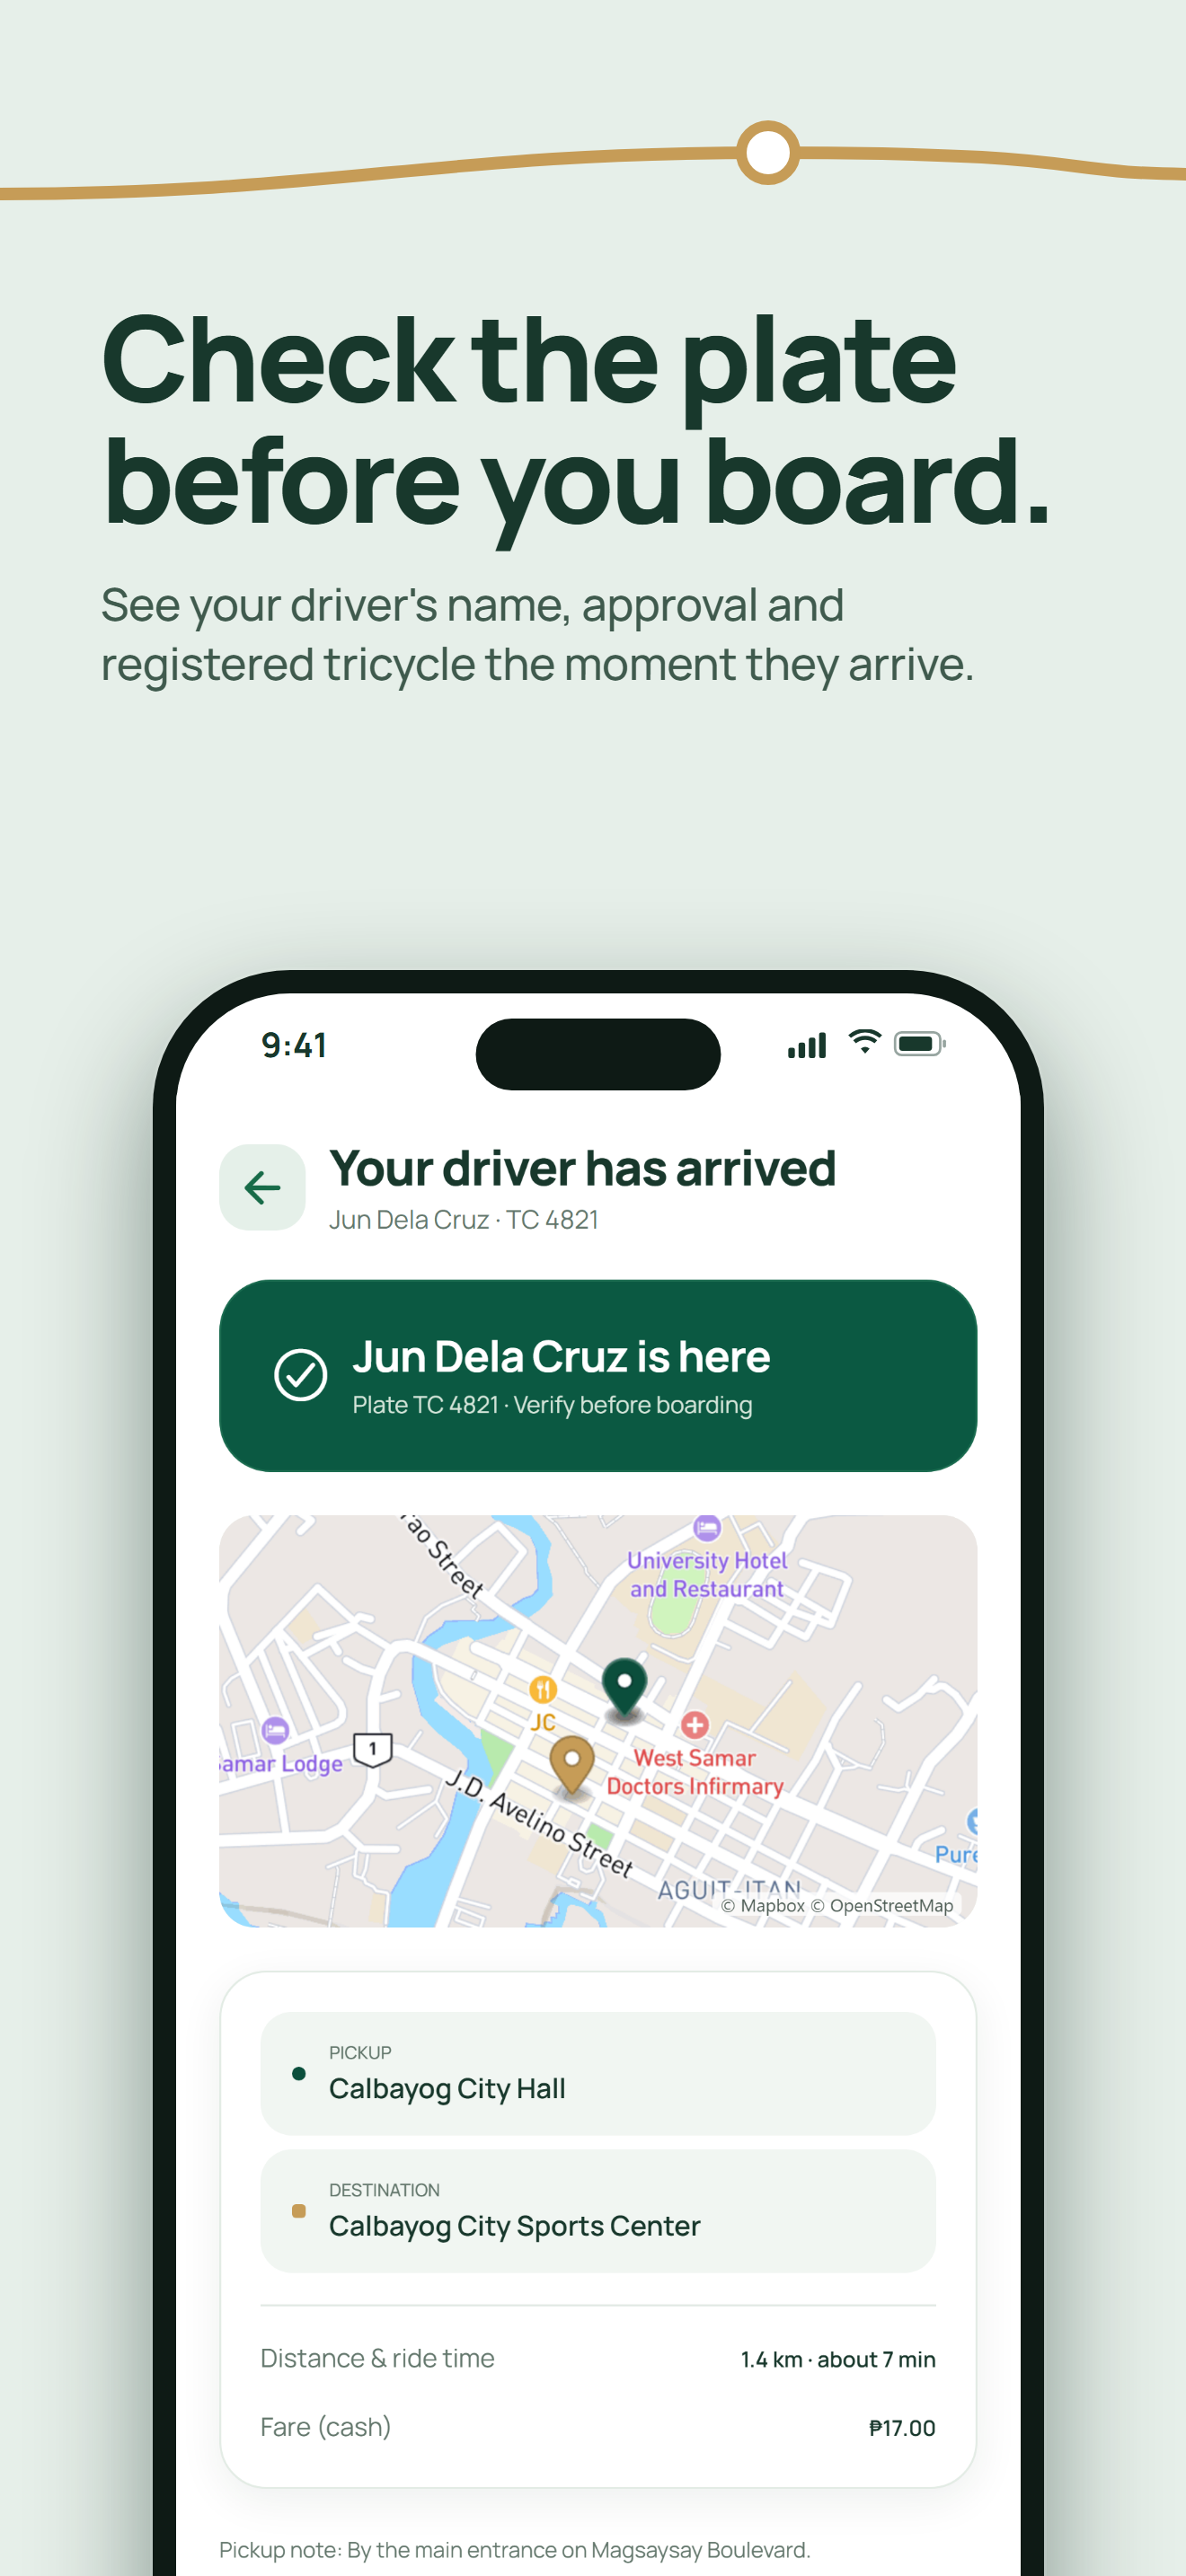 Check the plate
before you board.
See your driver's name, approval and
registered tricycle the moment they arrive.
9:41
Your driver has arrived
Jun Dela Cruz · TC 4821
Jun Dela Cruz is here
Plate TC 4821 · Verify before boarding
Street
University Hotel
and Restaurant
JC
1
Lodge
West Samar
Doctors Infirmary
J.D. Avelino Street
AGUIT-ITAN
© Mapbox © OpenStreetMap
PICKUP
Calbayog City Hall
DESTINATION
Calbayog City Sports Center
Distance & ride time
1.4 km · about 7 min
Fare (cash)
₱17.00
Pickup note: By the main entrance on Magsaysay Boulevard.